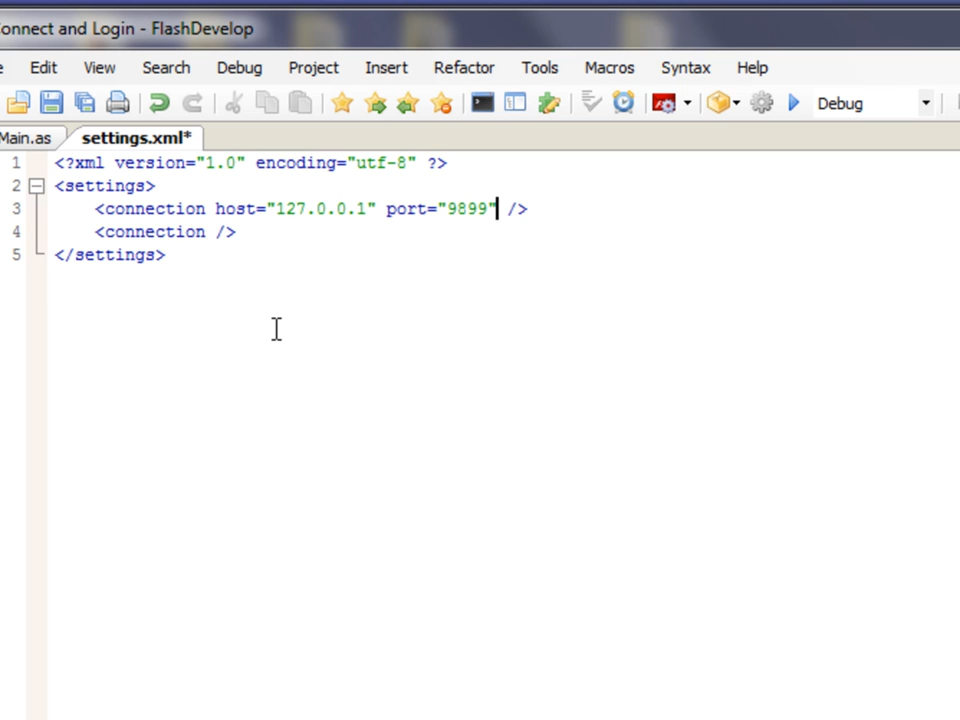 onnect and Login - FlashDevelop
e Edit View Search Debug Project Insert Refactor Tools Macros Syntax Help
Debug
Main.as settings.xml*
1 <?xml version="1.0" encoding="utf-8" ?>
2 <settings>
3 <connection host="127.0.0.1" port="9899" />
4 <connection />
5 </settings>